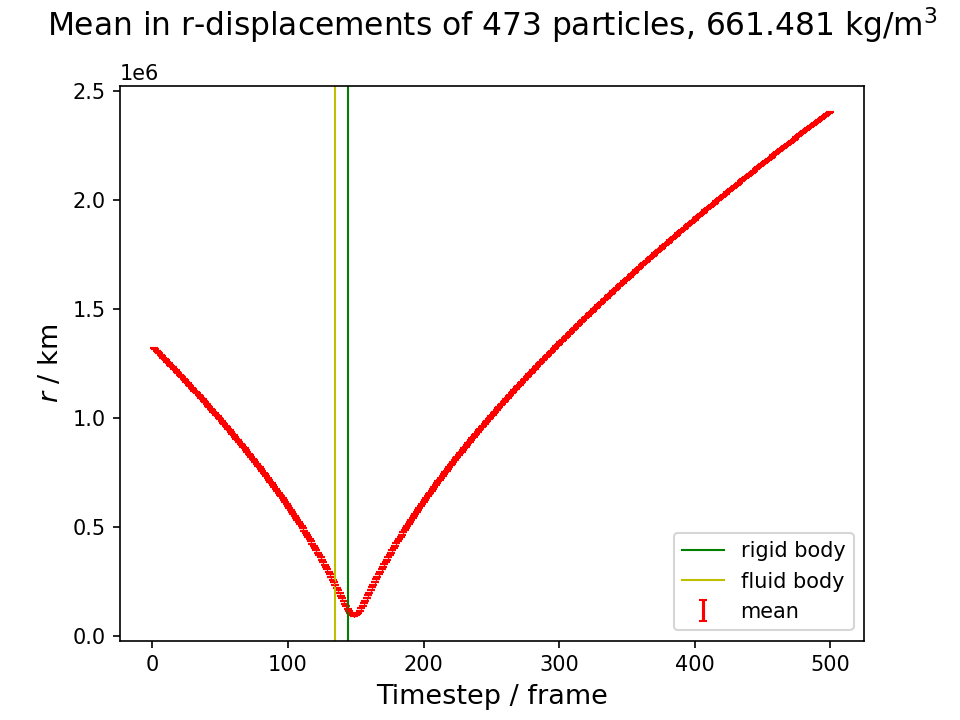 Mean in r-displacements of 473 particles, 661.481 kg/m³
1e6
2.5
2.0
1.5
1.0
0.5
0.0
r / km
0 100 200 300 400 500
Timestep / frame
rigid body
fluid body
mean